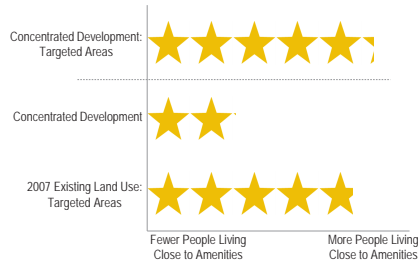 Concentrated Development:
Targeted Areas
Concentrated Development
2007 Existing Land Use:
Targeted Areas
Fewer People Living
Close to Amenities
More People Living
Close to Amenities